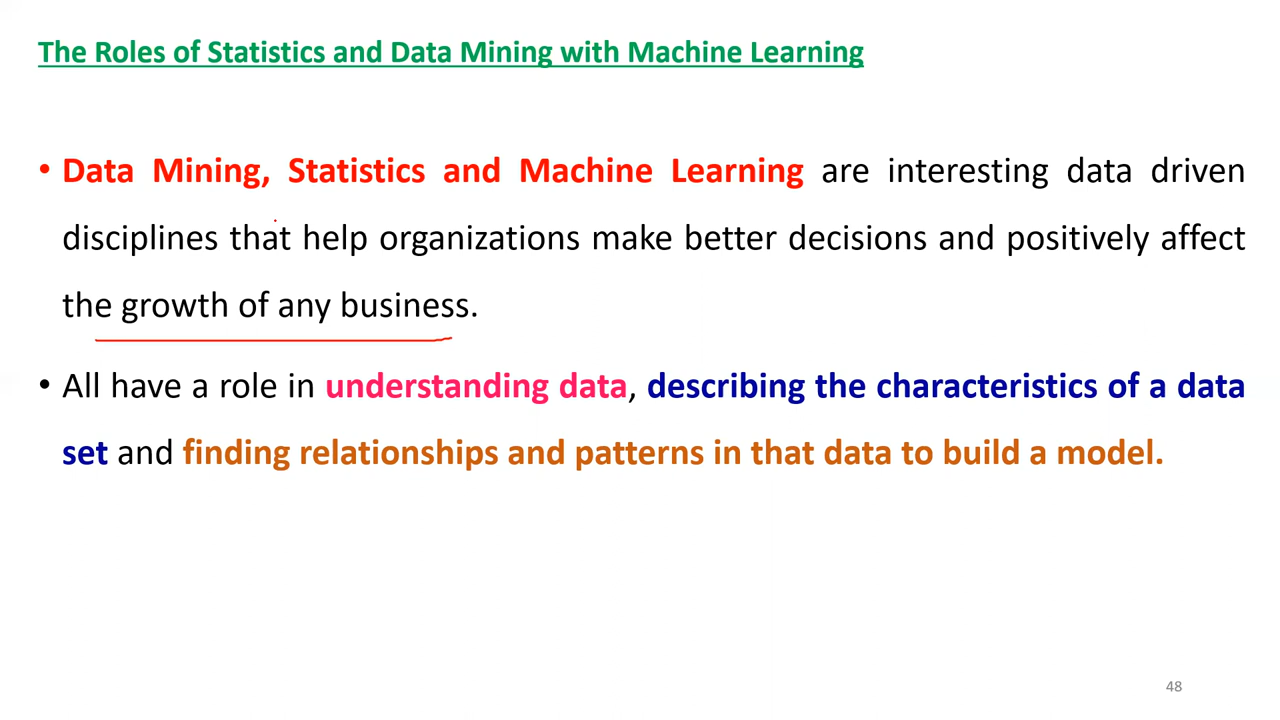 The Roles of Statistics and Data Mining with Machine Learning
• Data Mining, Statistics and Machine Learning are interesting data driven
disciplines that help organizations make better decisions and positively affect
the growth of any business.
• All have a role in understanding data, describing the characteristics of a data
set and finding relationships and patterns in that data to build a model.
48